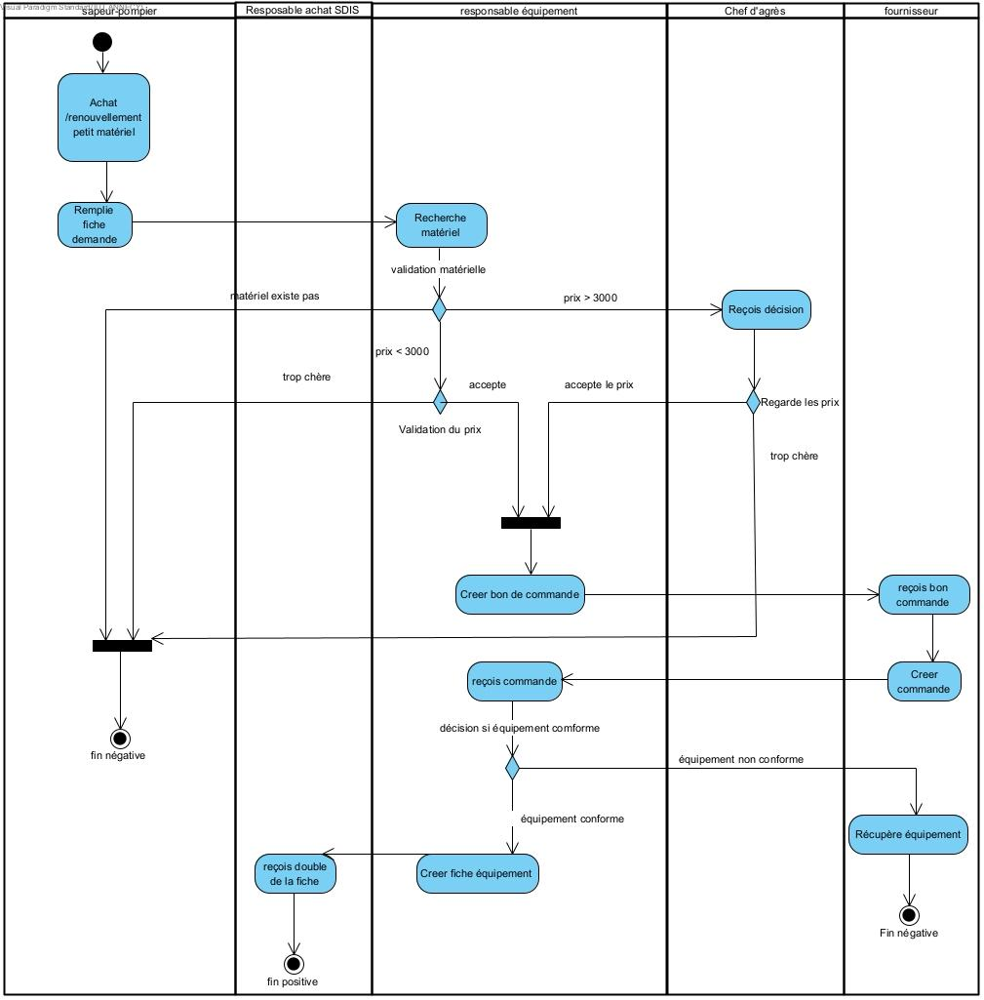 sapeur-pompier
Resposable achat SDIS
responsable équipement
Chef d'agrès
fournisseur
Achat
/renouvellement
petit matériel
Remplie
fiche
demande
Recherche
matériel
validation matérielle
matériel existe pas
prix > 3000
Reçois décision
prix < 3000
trop chère
accepte
accepte le prix
Regarde les prix
Validation du prix
trop chère
Creer bon de commande
reçois bon
commande
reçois commande
Creer
commande
décision si équipement comforme
fin négative
équipement non conforme
équipement conforme
Récupère équipement
reçois double
de la fiche
Creer fiche équipement
Fin négative
fin positive